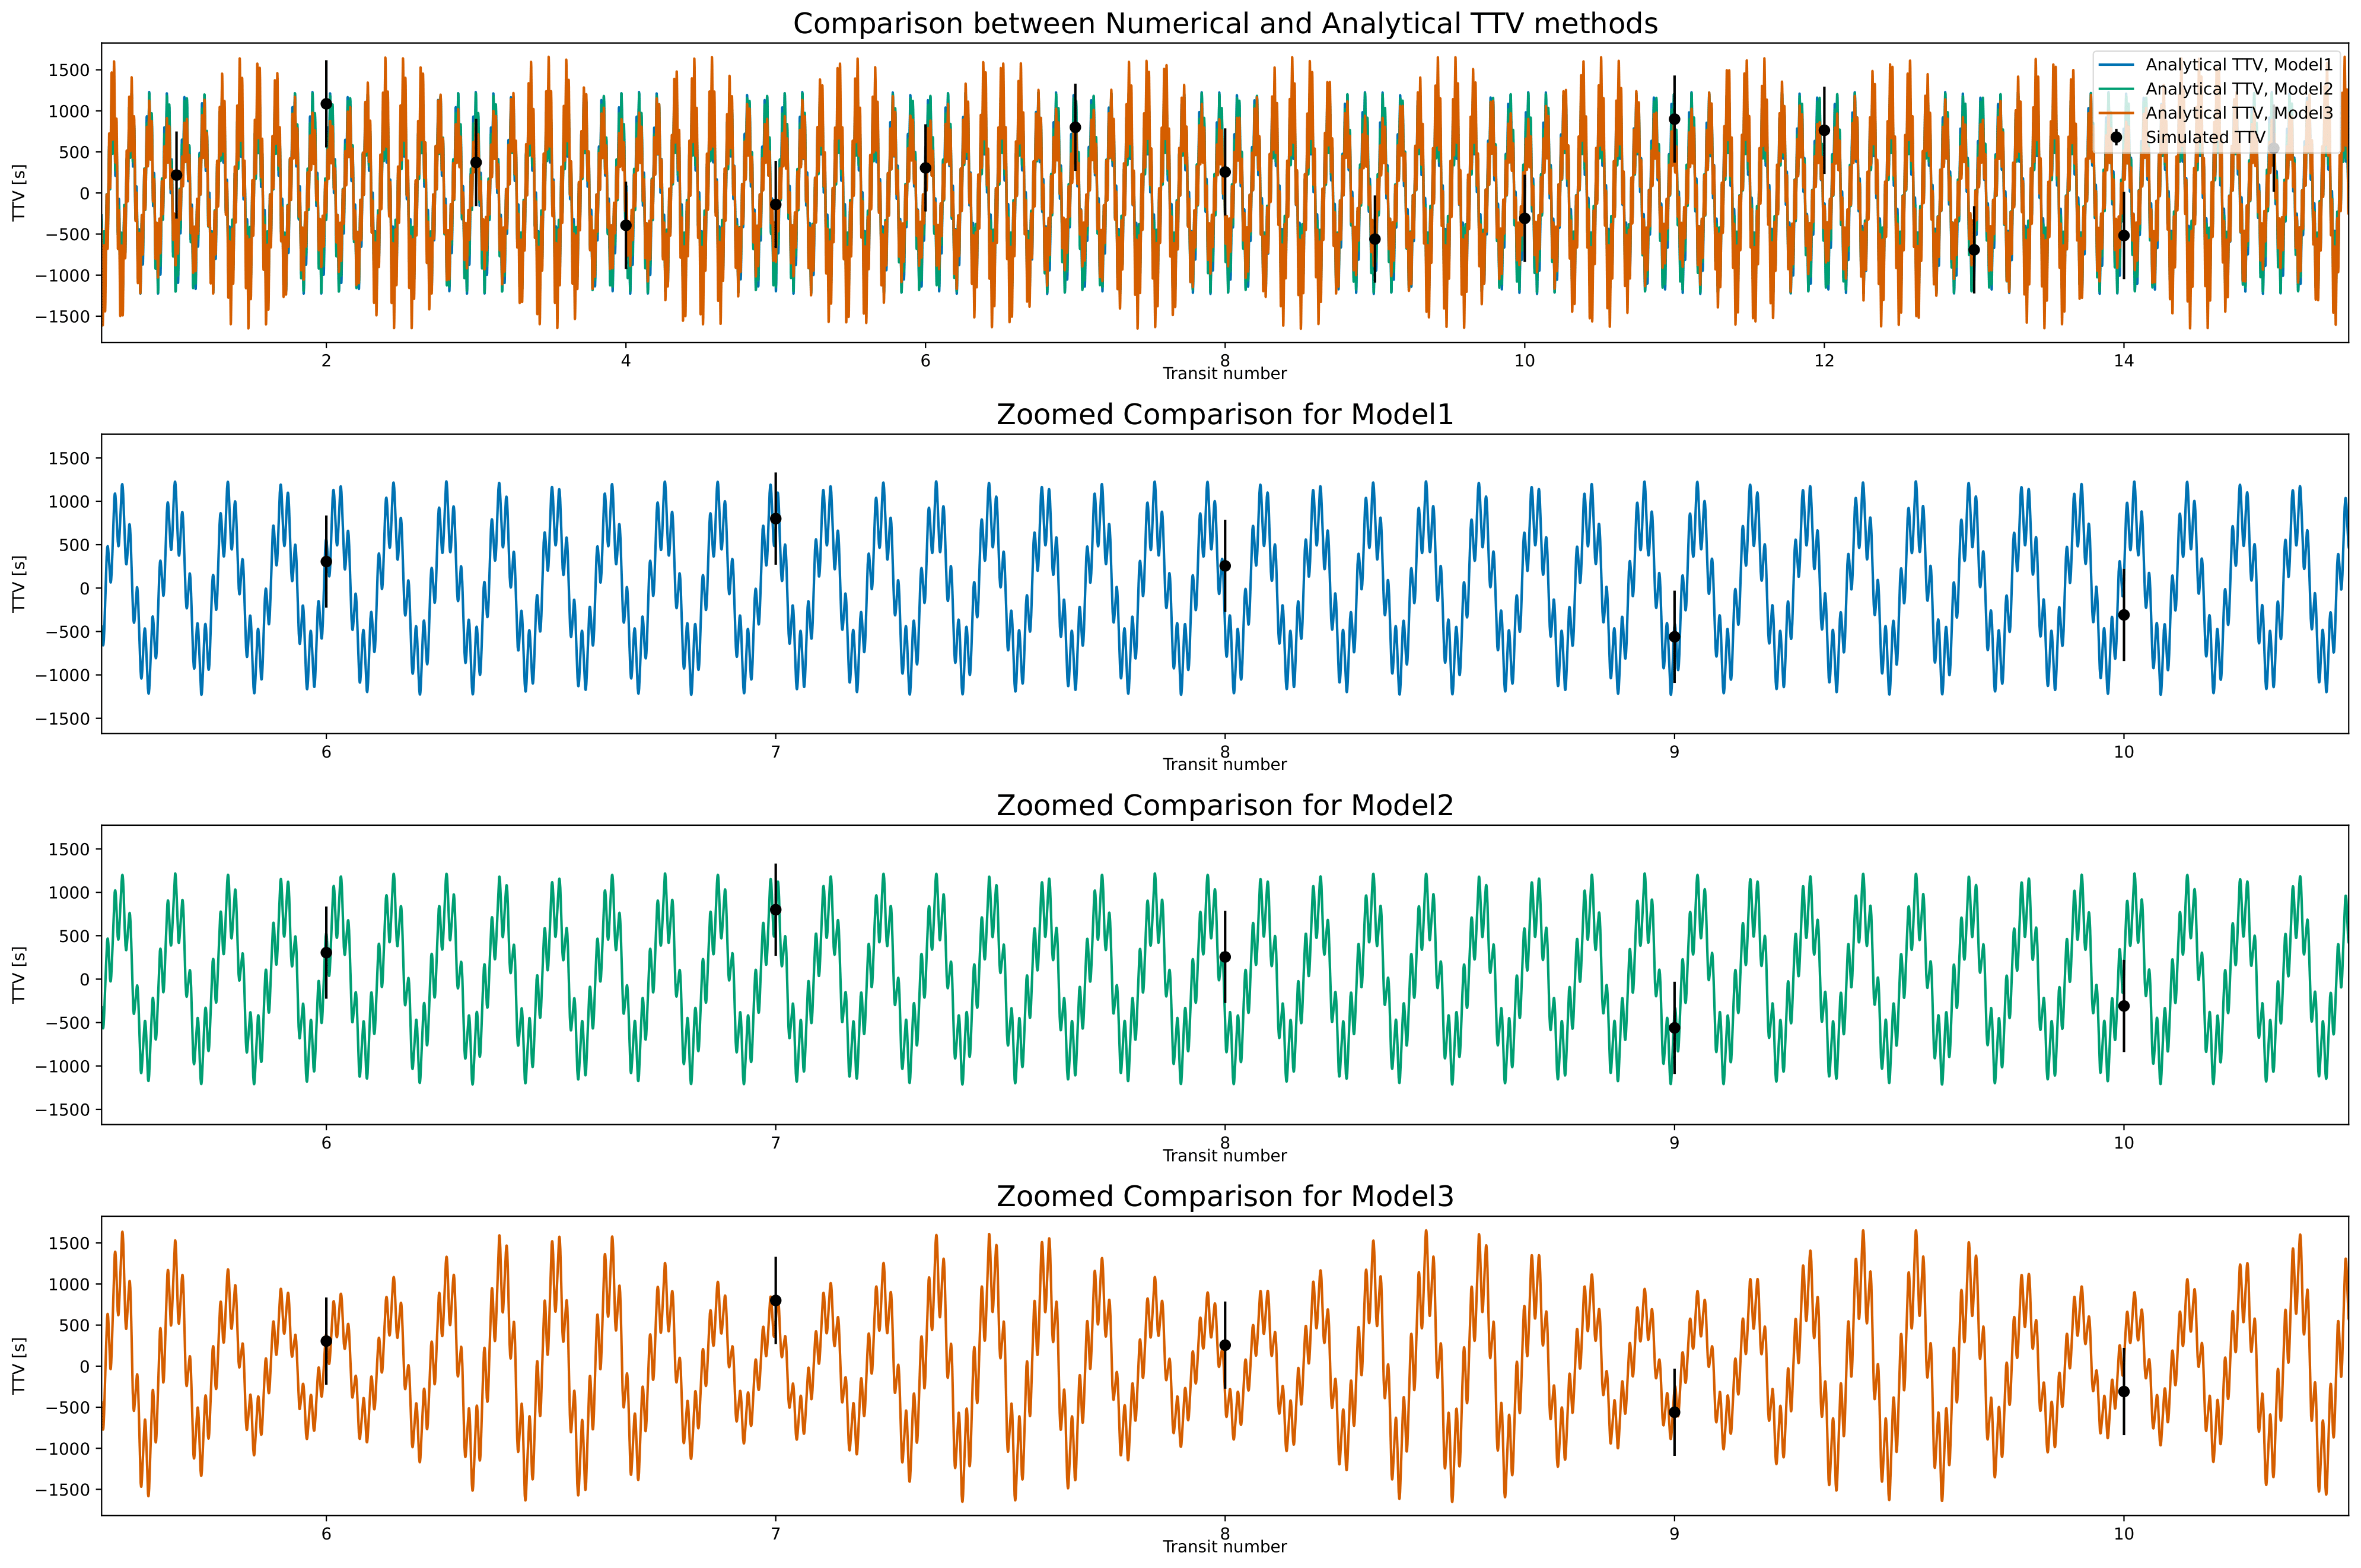 Comparison between Numerical and Analytical TTV methods
TTV [s]
1500
1000
500
0
−500
−1000
−1500
Analytical TTV, Model1
Analytical TTV, Model2
Analytical TTV, Model3
Simulated TTV
2 4 6 8 10 12 14
Transit number
Zoomed Comparison for Model1
TTV [s]
1500
1000
500
0
−500
−1000
−1500
6 7 8 9 10
Transit number
Zoomed Comparison for Model2
TTV [s]
1500
1000
500
0
−500
−1000
−1500
6 7 8 9 10
Transit number
Zoomed Comparison for Model3
TTV [s]
1500
1000
500
0
−500
−1000
−1500
6 7 8 9 10
Transit number